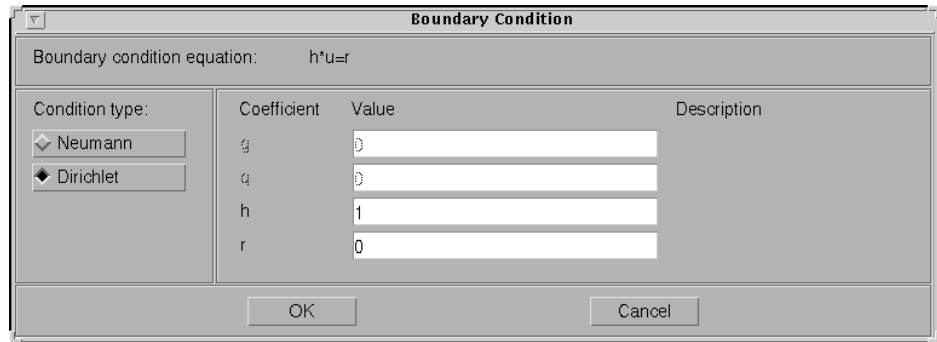 Boundary Condition
Boundary condition equation: h*u=r
Condition type:
Neumann
Dirichlet
Coefficient Value Description
g 0
q 0
h 1
r 0
OK Cancel